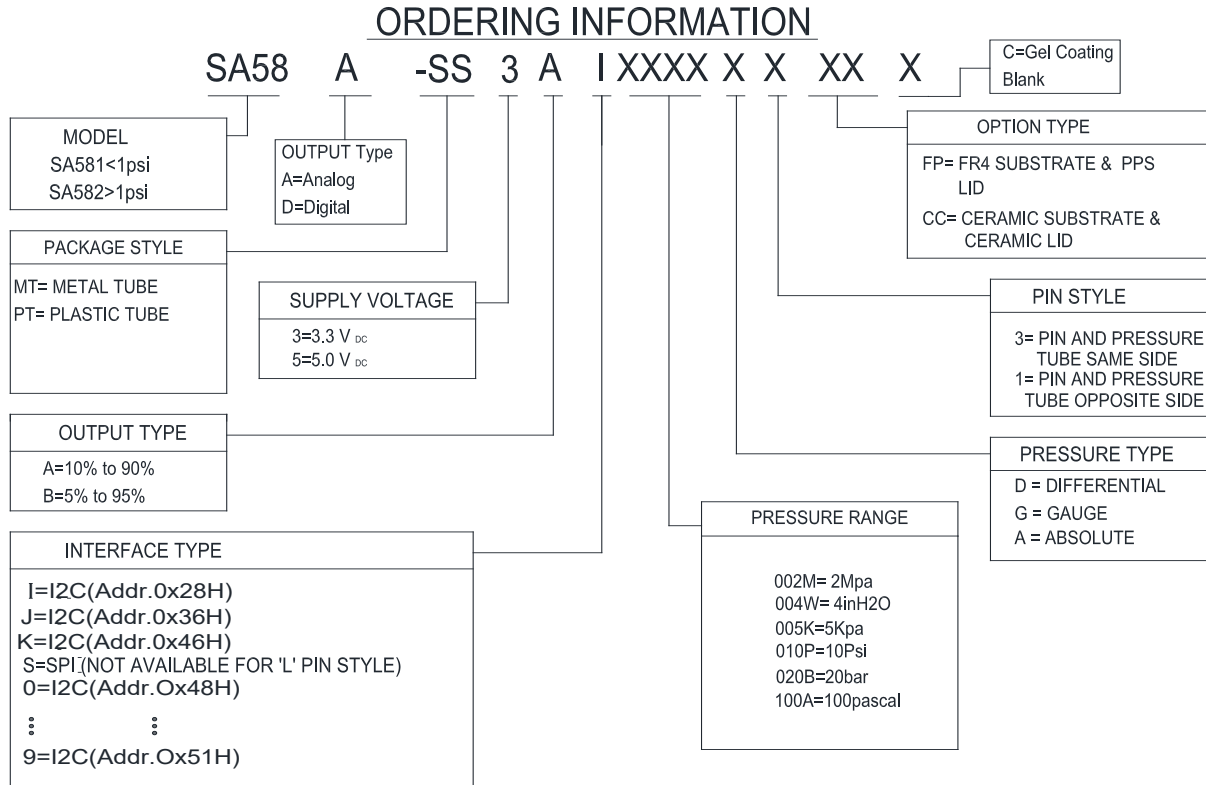 ORDERING INFORMATION
SA58 A -SS 3 A I XXXX X X XX X
C=Gel Coating
Blank
MODEL
SA581<1psi
SA582>1psi
OUTPUT Type
A=Analog
D=Digital
OPTION TYPE
FP= FR4 SUBSTRATE & PPS
LID
CC= CERAMIC SUBSTRATE &
CERAMIC LID
PACKAGE STYLE
MT= METAL TUBE
PT= PLASTIC TUBE
SUPPLY VOLTAGE
3=3.3 V DC
5=5.0 V DC
PIN STYLE
3= PIN AND PRESSURE
TUBE SAME SIDE
1= PIN AND PRESSURE
TUBE OPPOSITE SIDE
OUTPUT TYPE
A=10% to 90%
B=5% to 95%
PRESSURE TYPE
D = DIFFERENTIAL
G = GAUGE
A = ABSOLUTE
INTERFACE TYPE
I=I2C(Addr.0x28H)
J=I2C(Addr.0x36H)
K=I2C(Addr.0x46H)
S=SPI (NOT AVAILABLE FOR 'L' PIN STYLE)
0=I2C(Addr.Ox48H)
⋮ ⋮
9=I2C(Addr.Ox51H)
PRESSURE RANGE
002M= 2Mpa
004W= 4inH2O
005K=5Kpa
010P=10Psi
020B=20bar
100A=100pascal